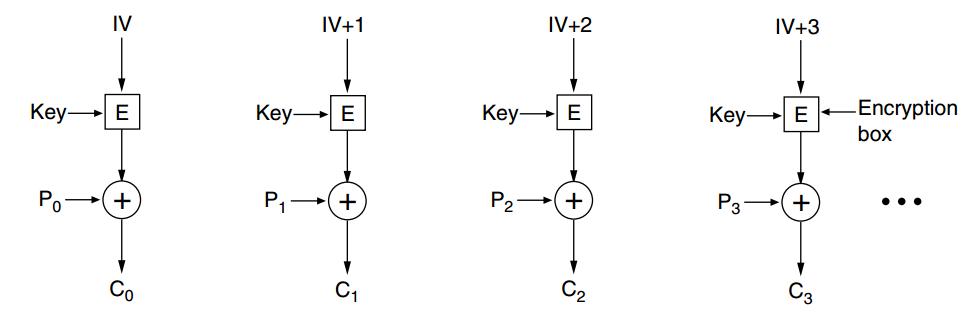 IV IV+1 IV+2 IV+3
Key E Key E Key E Key E Encryption
box
P0 + P1 + P2 + P3 + •••
C0 C1 C2 C3